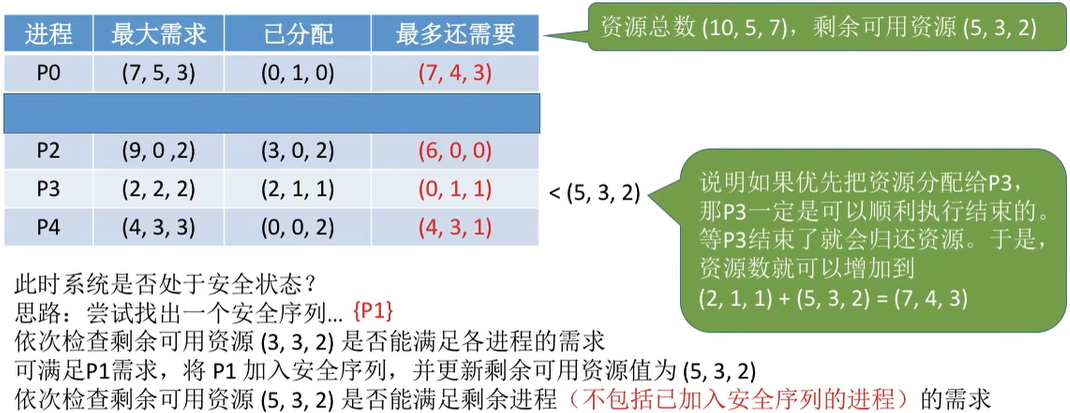 进程 最大需求 已分配 最多还需要
资源总数 (10, 5, 7)，剩余可用资源 (5, 3, 2)
P0 (7, 5, 3) (0, 1, 0) (7, 4, 3)
P2 (9, 0 ,2) (3, 0, 2) (6, 0, 0)
P3 (2, 2, 2) (2, 1, 1) (0, 1, 1)
P4 (4, 3, 3) (0, 0, 2) (4, 3, 1)
< (5, 3, 2)
说明如果优先把资源分配给P3，
那P3一定是可以顺利执行结束的。
等P3结束了就会归还资源。于是，
资源数就可以增加到
(2, 1, 1) + (5, 3, 2) = (7, 4, 3)
此时系统是否处于安全状态？
思路：尝试找出一个安全序列... {P1}
依次检查剩余可用资源 (3, 3, 2) 是否能满足各进程的需求
可满足P1需求，将 P1 加入安全序列，并更新剩余可用资源值为 (5, 3, 2)
依次检查剩余可用资源 (5, 3, 2) 是否能满足剩余进程（不包括已加入安全序列的进程）的需求